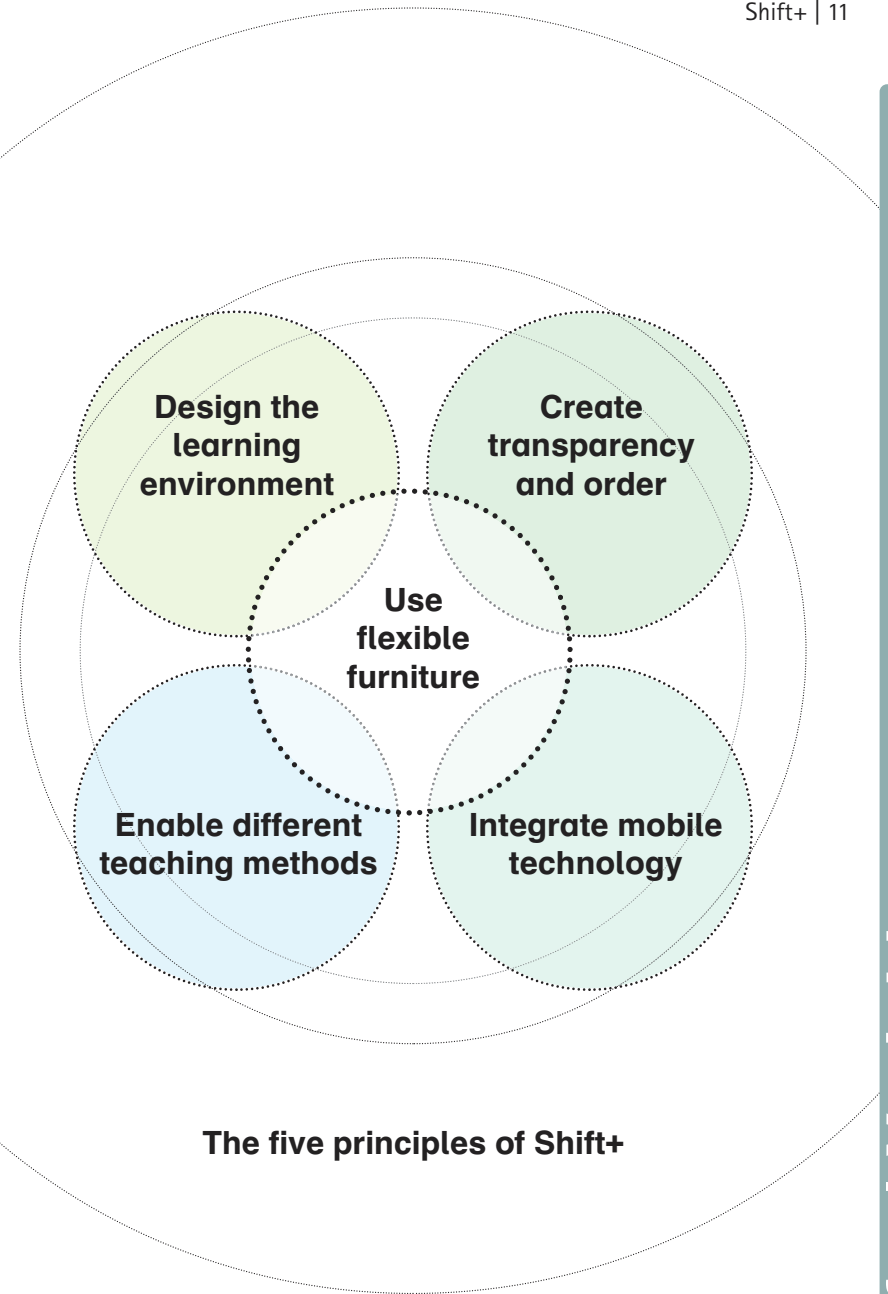 Shift+ | 11
Design the
learning
environment
Create
transparency
and order
Use
flexible
furniture
Enable different
teaching methods
Integrate mobile
technology
The five principles of Shift+